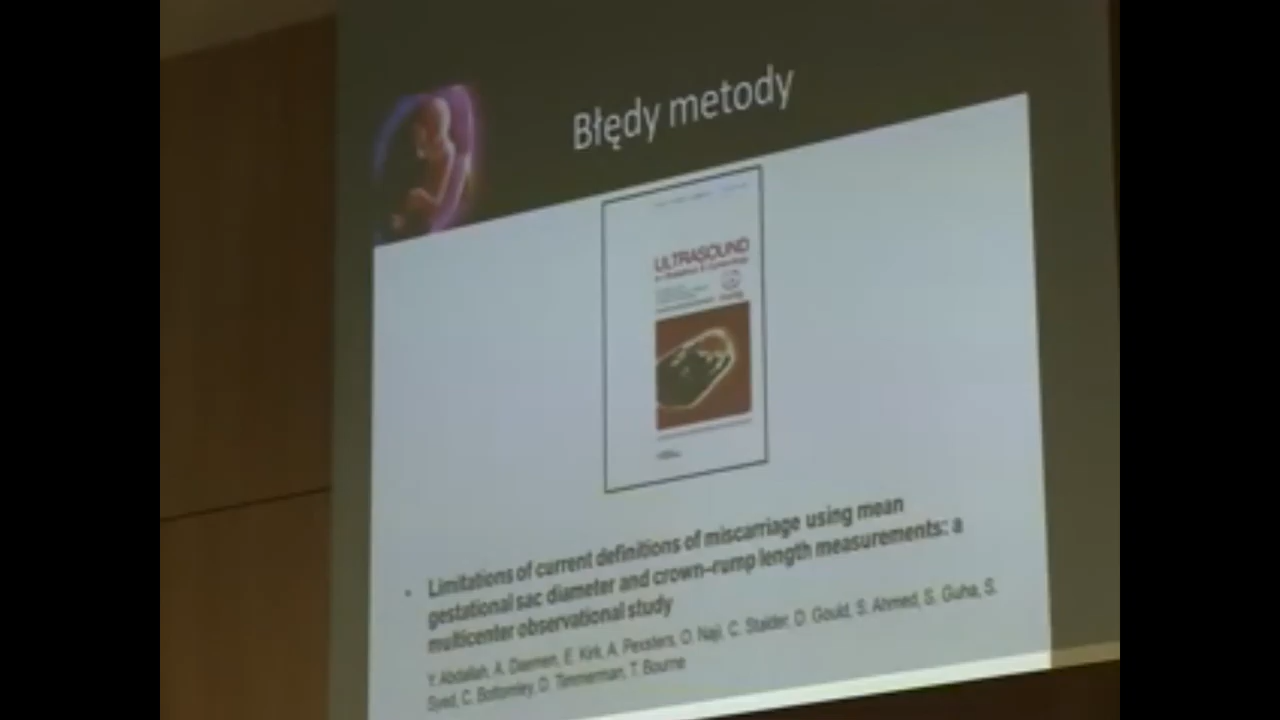 Błędy metody
ULTRASOUND
• Limitations of current definitions of miscarriage using mean
gestational sac diameter and crown–rump length measurements: a
multicenter observational study
Y. Abdallah, A. Daemen, E. Kirk, A. Pexsters, O. Naji, C. Stalder, D. Gould, S. Ahmed, S. Guha, S.
Syed, C. Bottomley, D. Timmerman, T. Bourne